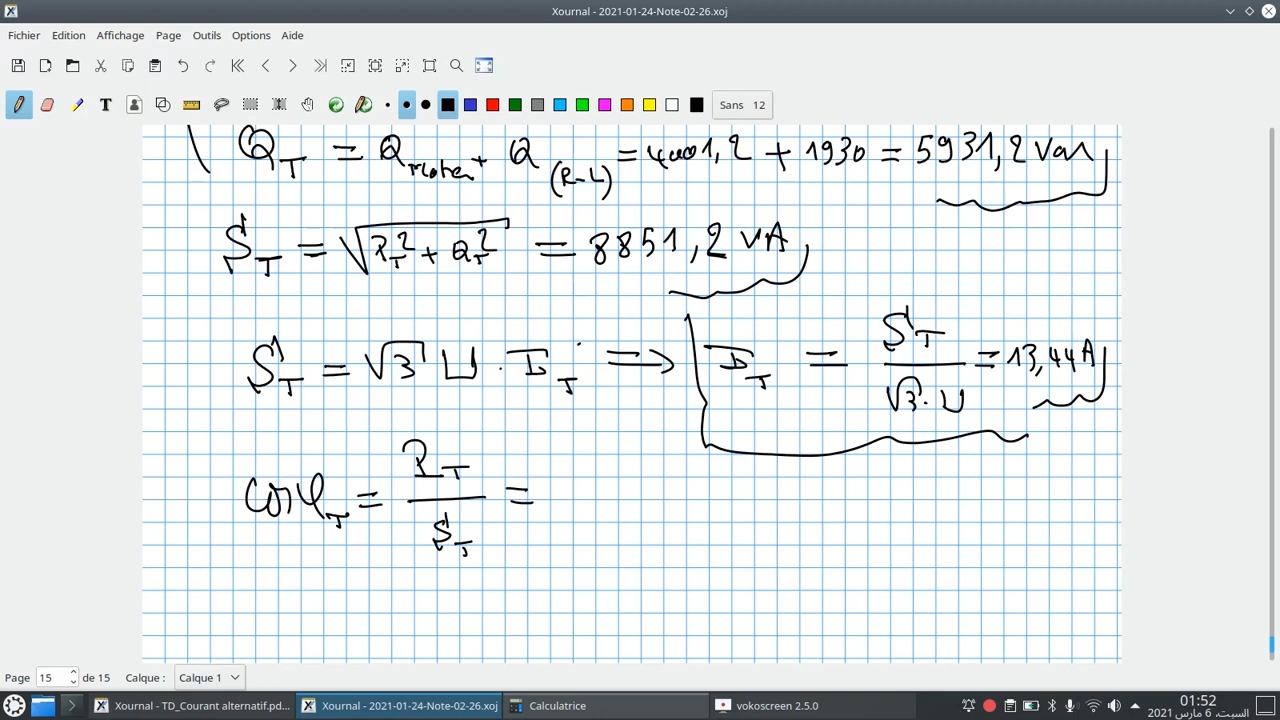 Xournal - 2021-01-24-Note-02-26.xoj
Fichier Edition Affichage Page Outils Options Aide
Sans 12
Q_T = Q_moteur + Q_(R-L) = 4001,2 + 1930 = 5931,2 Var
S_T = √(P_T² + Q_T²) = 8851,2 VA
S_T = √3 U . I_T ⟹ I_T = S_T / √3 . U = 13,44 A
cosφ_T = P_T / S_T =
Page 15 de 15 Calque : Calque 1
Xournal - TD_Courant alternatif.pd... Xournal - 2021-01-24-Note-02-26.xoj Calculatrice vokoscreen 2.5.0
01:52
السبت، 6 مارس 2021